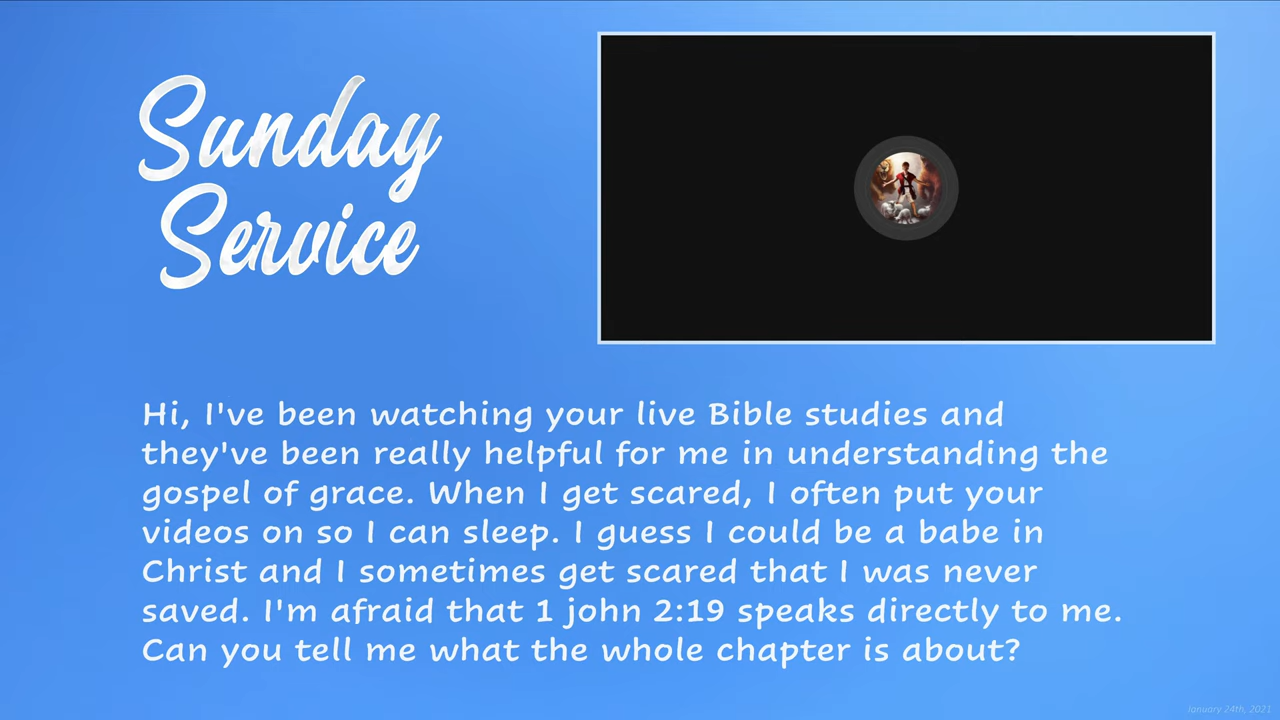 Sunday
Service
Hi, I've been watching your live Bible studies and
they've been really helpful for me in understanding the
gospel of grace. When I get scared, I often put your
videos on so I can sleep. I guess I could be a babe in
Christ and I sometimes get scared that I was never
saved. I'm afraid that 1 john 2:19 speaks directly to me.
Can you tell me what the whole chapter is about?
January 24th, 2021